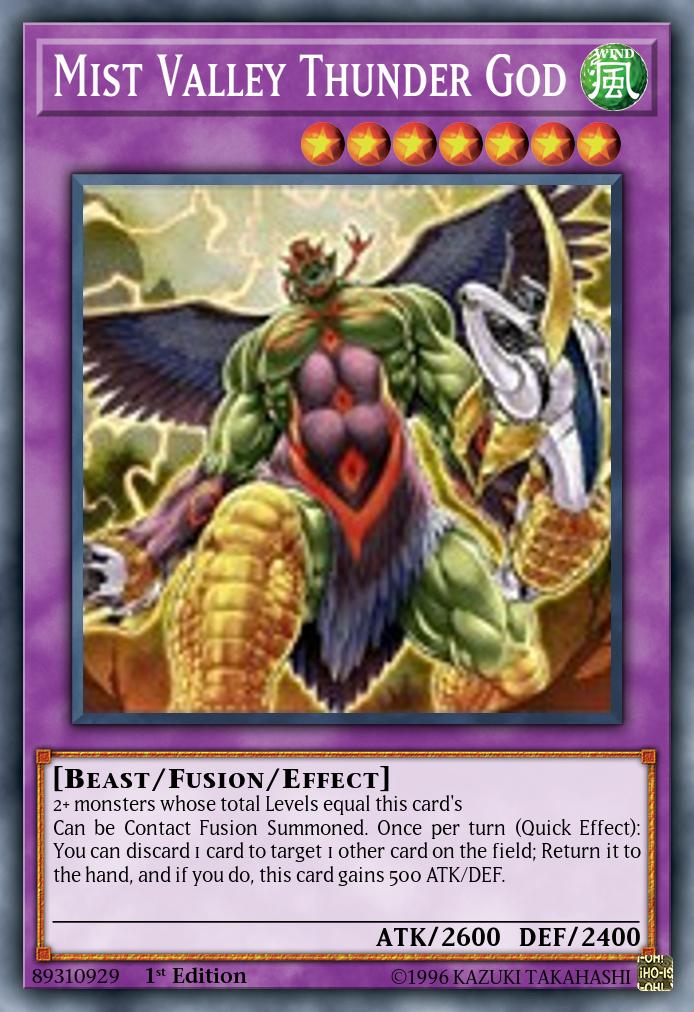 Mist Valley Thunder God
WIND
風
[Beast/Fusion/Effect]
2+ monsters whose total Levels equal this card's
Can be Contact Fusion Summoned. Once per turn (Quick Effect):
You can discard 1 card to target 1 other card on the field; Return it to
the hand, and if you do, this card gains 500 ATK/DEF.
ATK/2600 DEF/2400
89310929 1st Edition ©1996 KAZUKI TAKAHASHI